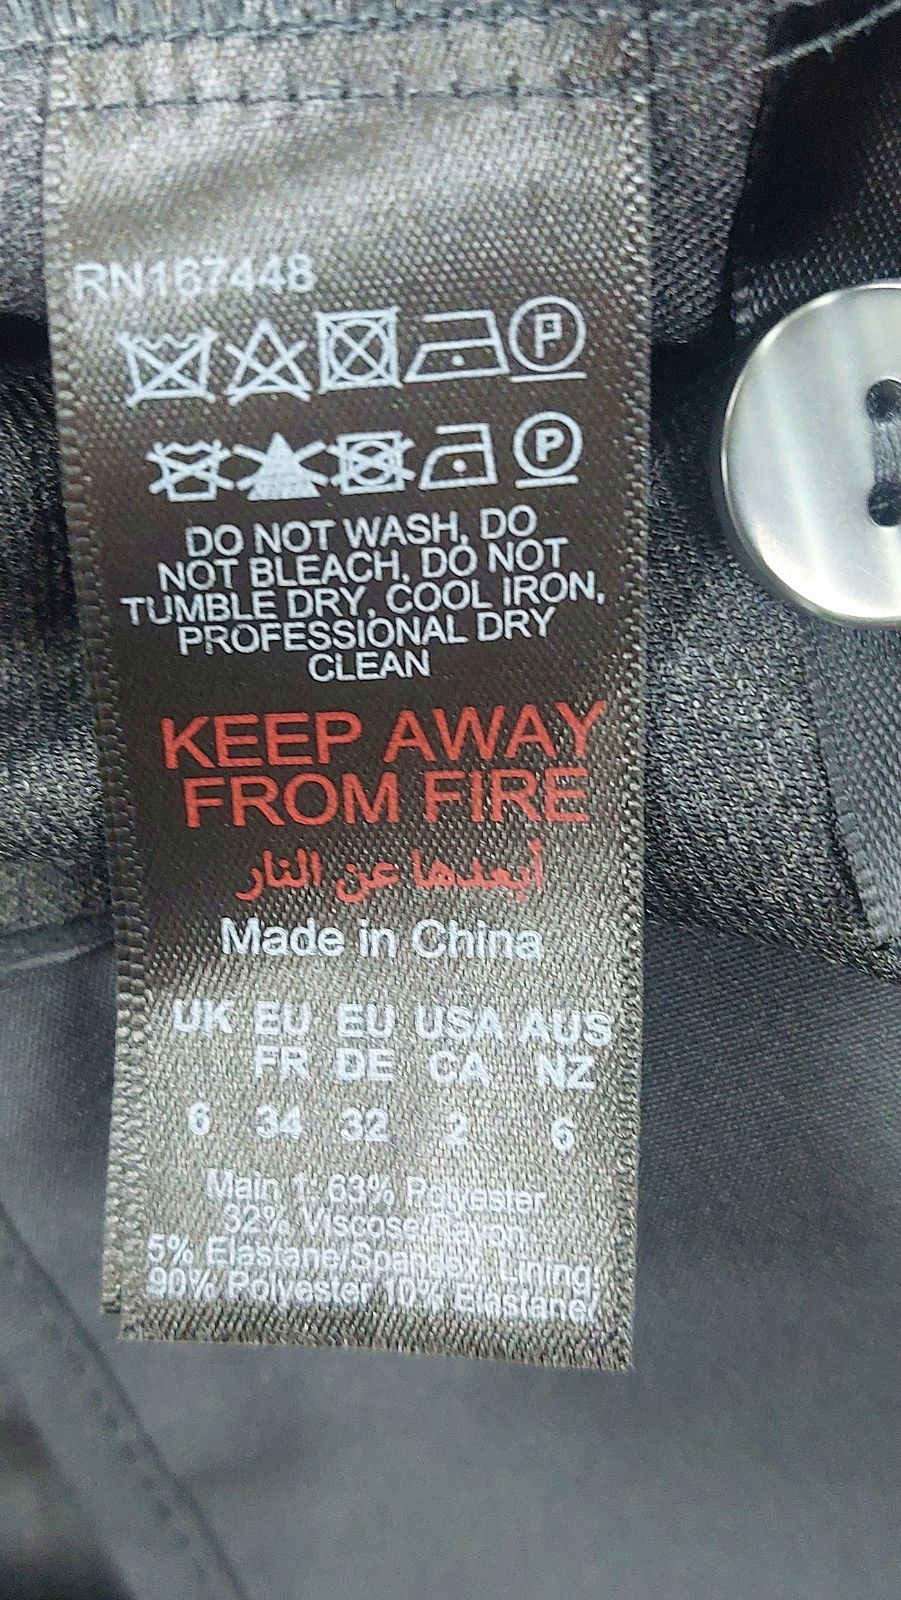 RN167448
P
P
DO NOT WASH, DO
NOT BLEACH, DO NOT
TUMBLE DRY, COOL IRON,
PROFESSIONAL DRY
CLEAN
KEEP AWAY
FROM FIRE
أبعدها عن النار
Made in China
UK EU EU USA AUS
FR DE CA NZ
6 34 32 2 6
Main 1- 63% Polyester
32% Viscose/Rayon
5% Elastane/Spandex, Lining,
90% Polyester 10% Elastane/